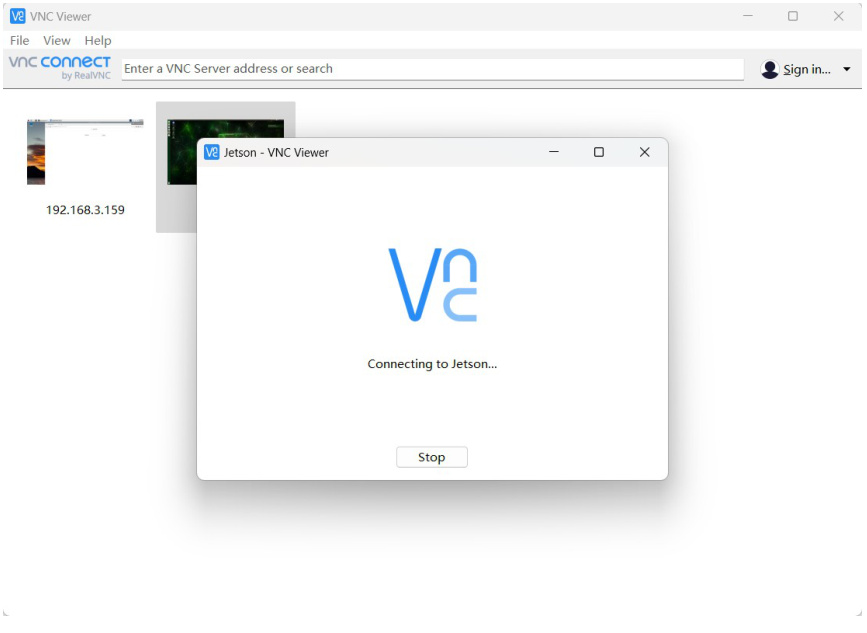 VNC Viewer
File View Help
vnc connect
by RealVNC
Enter a VNC Server address or search
Sign in...
192.168.3.159
Jetson - VNC Viewer
Connecting to Jetson...
Stop